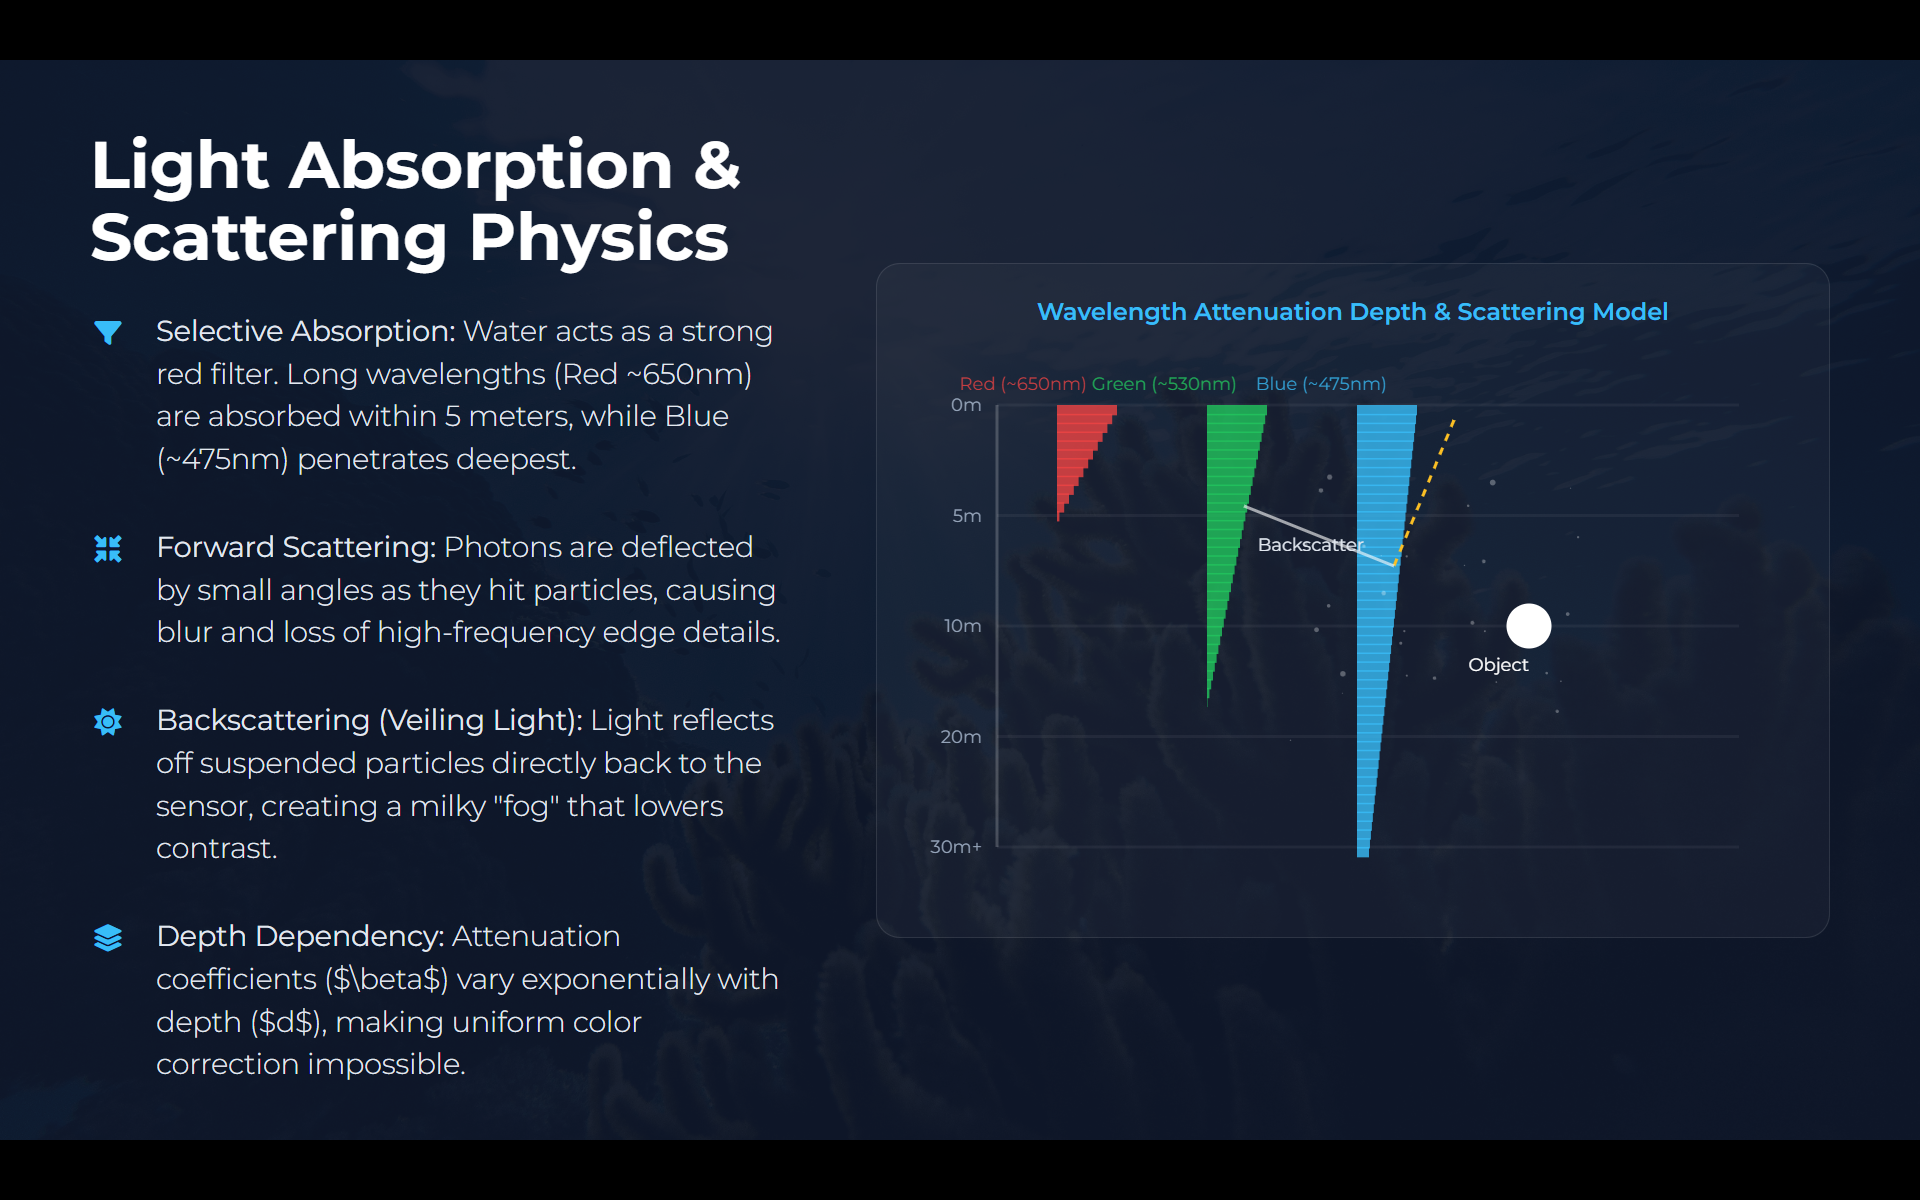 Light Absorption &
Scattering Physics
Selective Absorption: Water acts as a strong
red filter. Long wavelengths (Red ~650nm)
are absorbed within 5 meters, while Blue
(~475nm) penetrates deepest.
Forward Scattering: Photons are deflected
by small angles as they hit particles, causing
blur and loss of high-frequency edge details.
Backscattering (Veiling Light): Light reflects
off suspended particles directly back to the
sensor, creating a milky "fog" that lowers
contrast.
Depth Dependency: Attenuation
coefficients ($\beta$) vary exponentially with
depth ($d$), making uniform color
correction impossible.
Wavelength Attenuation Depth & Scattering Model
Red (~650nm) Green (~530nm) Blue (~475nm)
0m
5m
Backscatter
10m
Object
20m
30m+